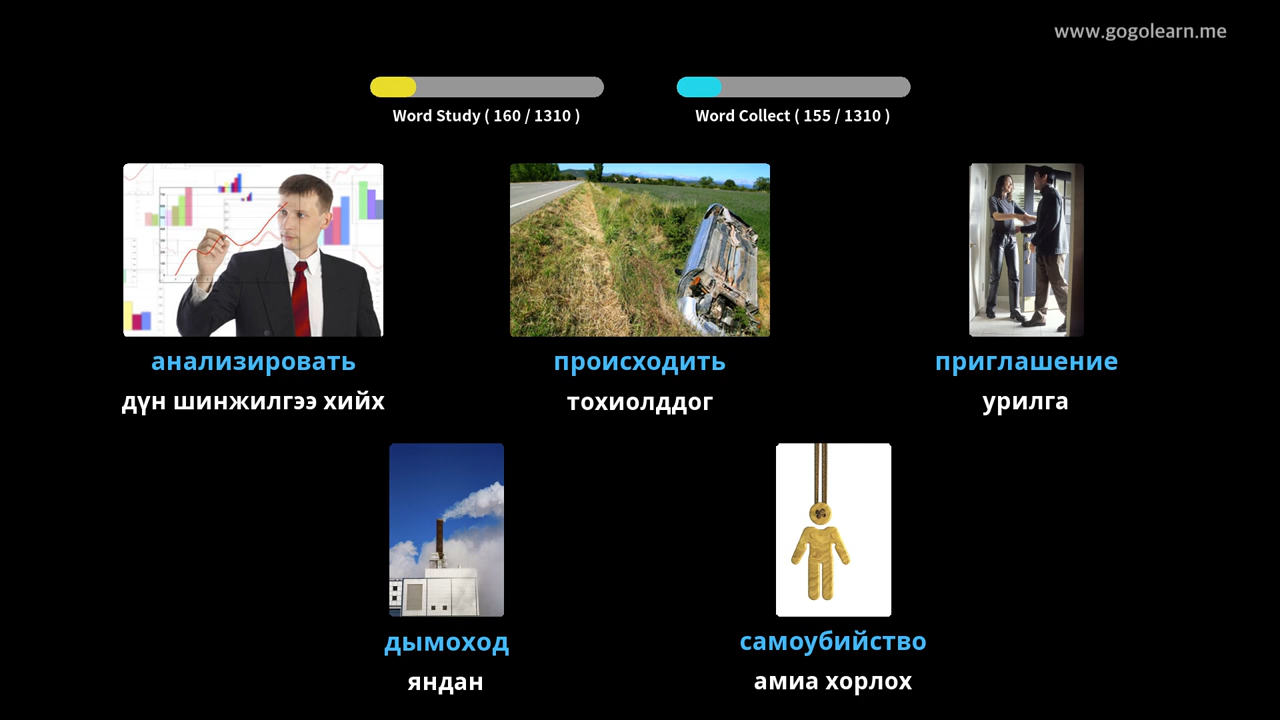 www.gogolearn.me
Word Study ( 160 / 1310 )
Word Collect ( 155 / 1310 )
анализировать
дүн шинжилгээ хийх
происходить
тохиолддог
приглашение
урилга
дымоход
яндан
самоубийство
амиа хорлох